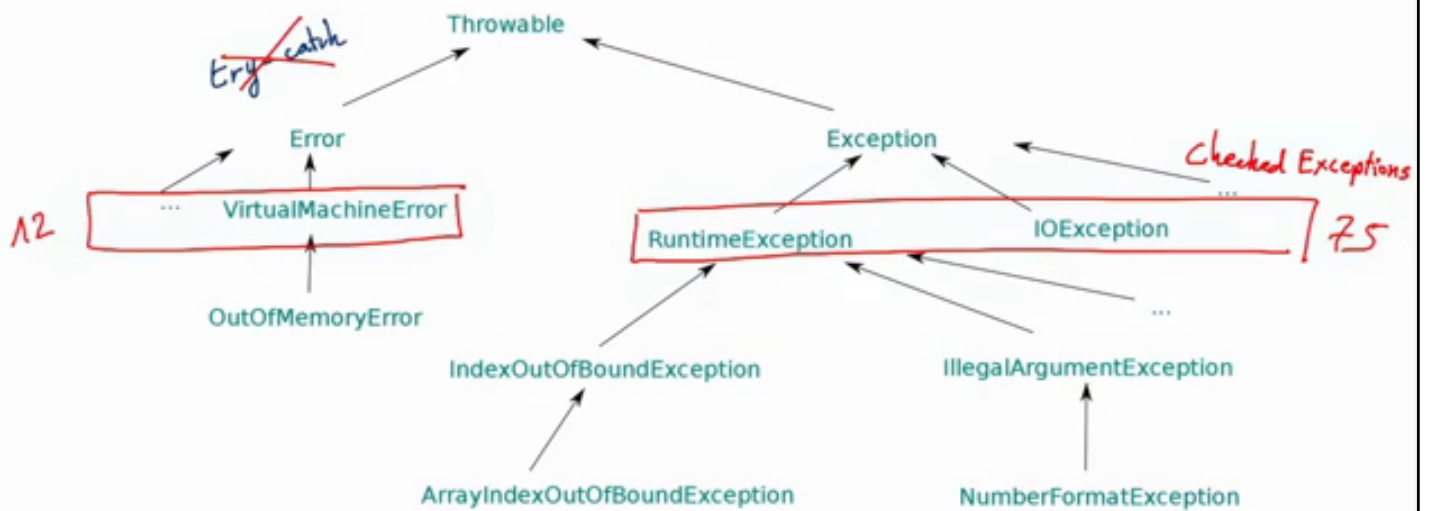 Throwable
try-catch
Error
Exception
Checked Exceptions
...
12
... VirtualMachineError
RuntimeException
IOException
75
OutOfMemoryError
...
IndexOutOfBoundException
IllegalArgumentException
ArrayIndexOutOfBoundException
NumberFormatException